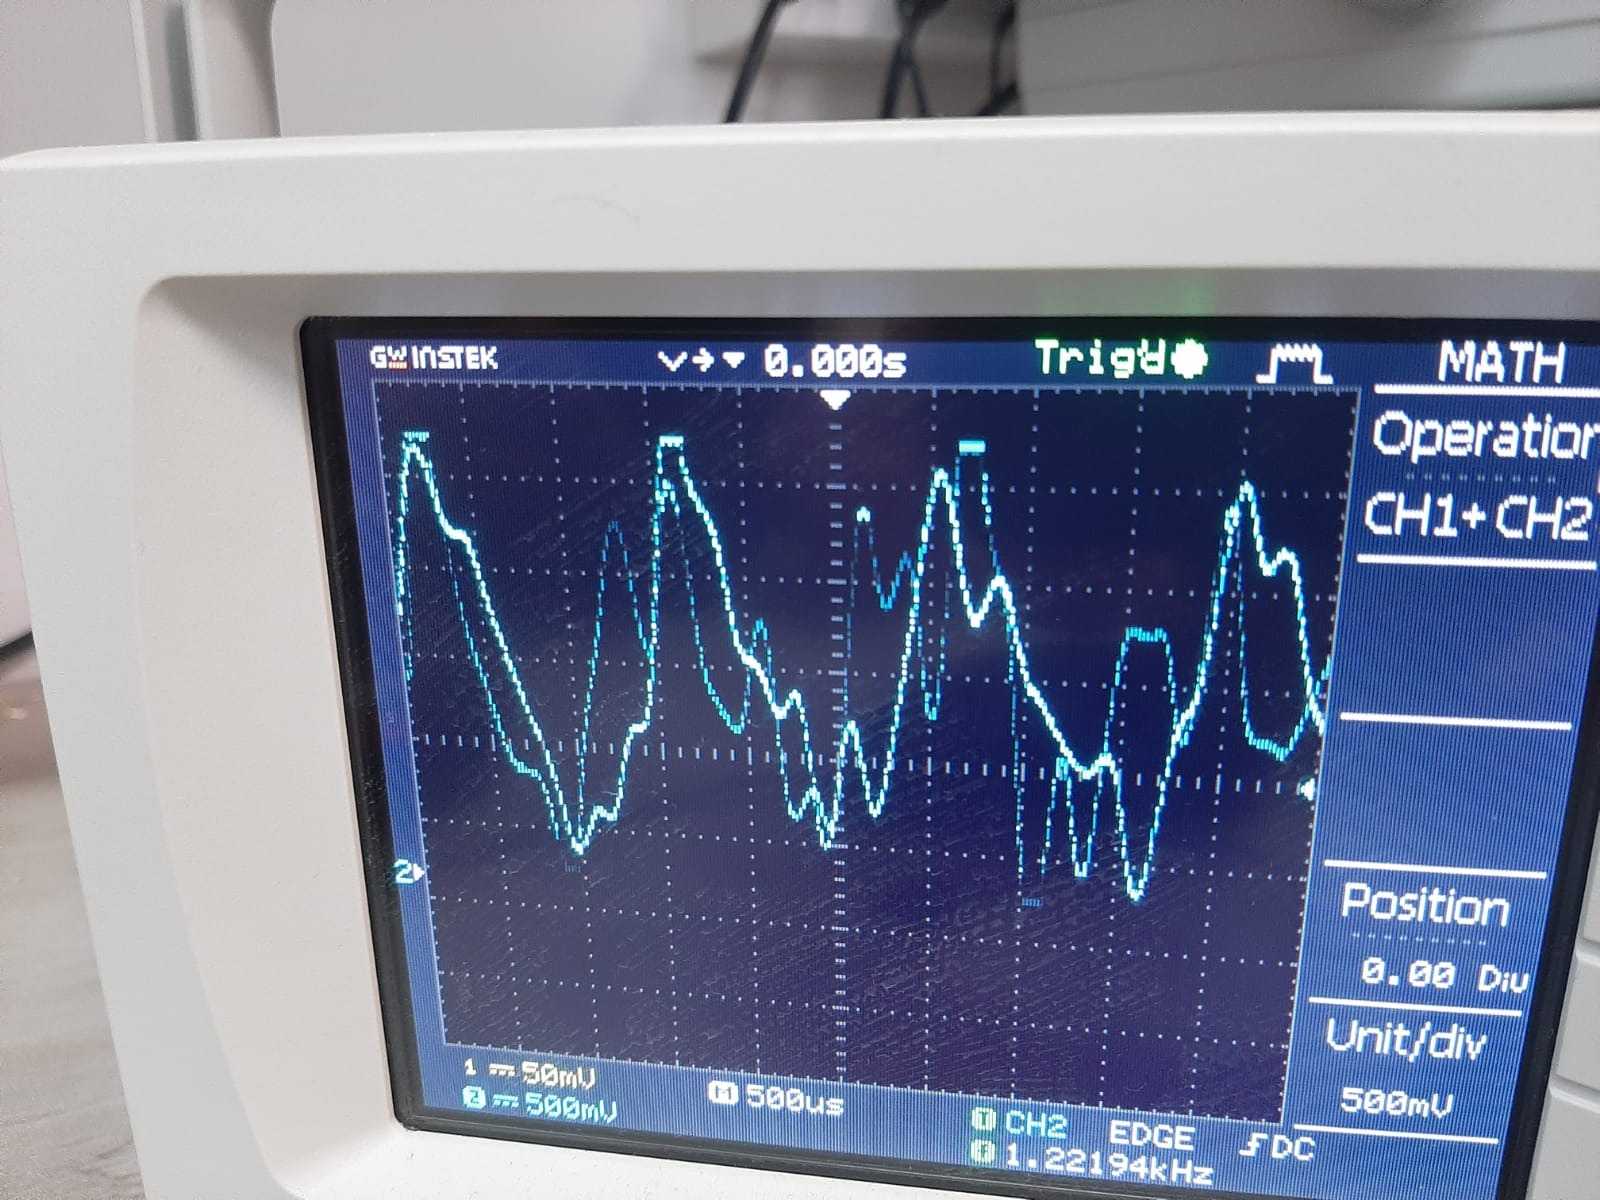 GW INSTEK 0.000s Trig'd MATH
Operation
CH1+CH2
2
Position
0.00 Div
Unit/div
500mV
1 50mV
2 500mV M 500us T CH2 EDGE DC
F 1.22194kHz